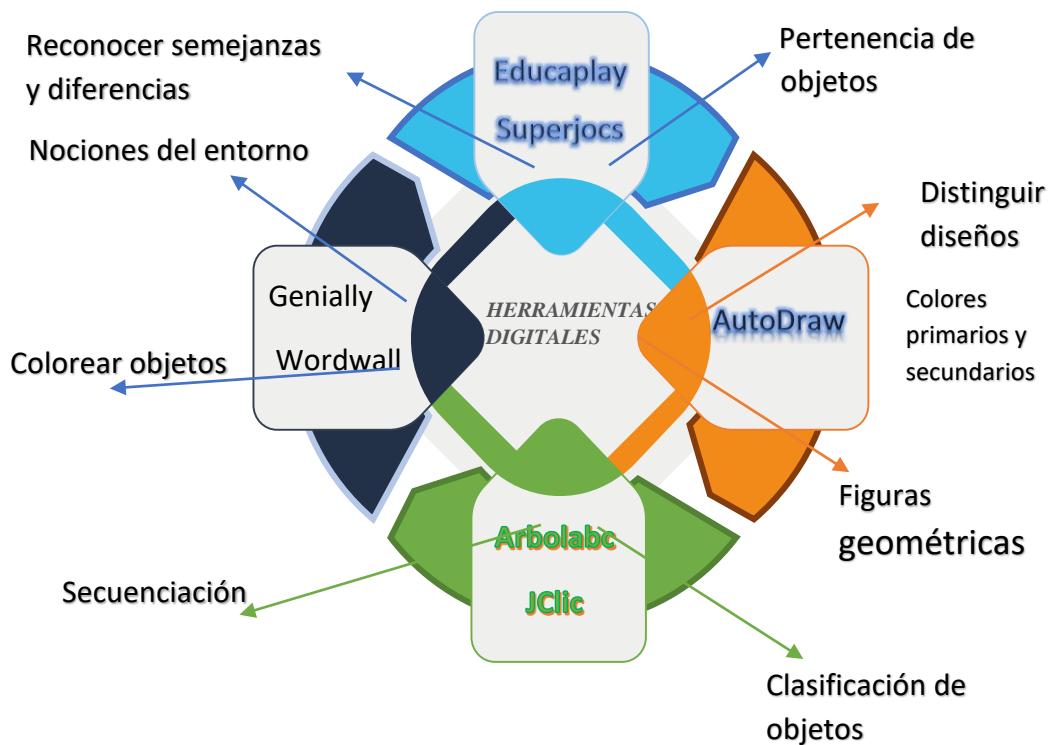 Reconocer semejanzas
y diferencias
Educaplay
Superjocs
Pertenencia de
objetos
Nociones del entorno
Distinguir
diseños
Genially
Wordwall
HERRAMIENTAS
DIGITALES
AutoDraw
Colores
primarios y
secundarios
Colorear objetos
Figuras
geométricas
Arbolabc
JClic
Secuenciación
Clasificación de
objetos